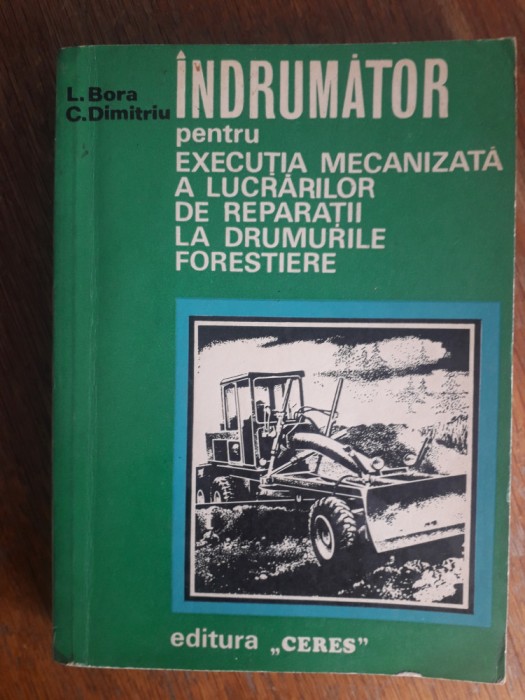 L. Bora
C. Dimitriu
ÎNDRUMĂTOR
pentru
EXECUȚIA MECANIZATĂ
A LUCRĂRILOR
DE REPARAȚII
LA DRUMURILE
FORESTIERE
editura „CERES”